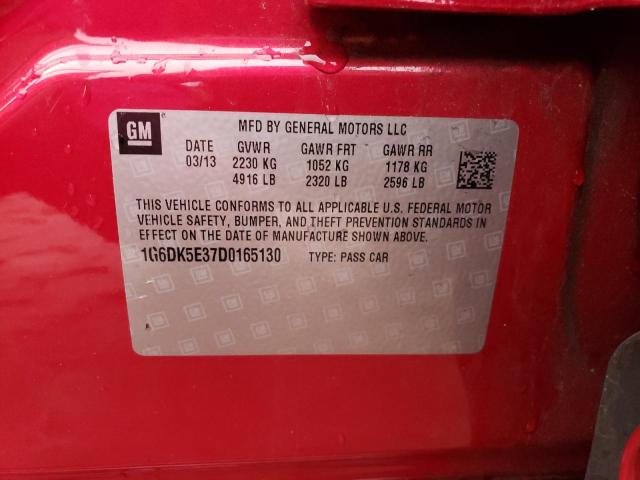 GM
MFD BY GENERAL MOTORS LLC
DATE GVWR GAWR FRT GAWR RR
03/13 2230 KG 1052 KG 1178 KG
4916 LB 2320 LB 2596 LB
THIS VEHICLE CONFORMS TO ALL APPLICABLE U.S. FEDERAL MOTOR
VEHICLE SAFETY, BUMPER, AND THEFT PREVENTION STANDARDS IN
EFFECT ON THE DATE OF MANUFACTURE SHOWN ABOVE.
1G6DK5E37D0165130 TYPE: PASS CAR